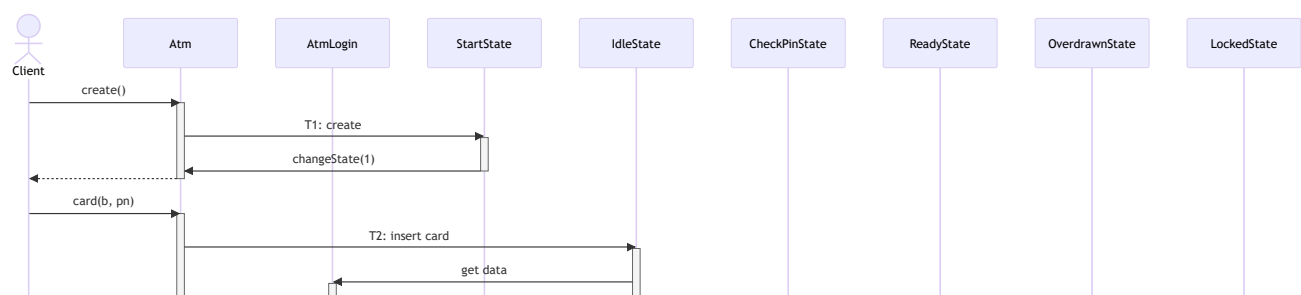 Atm
AtmLogin
StartState
IdleState
CheckPinState
ReadyState
OverdrawnState
LockedState
Client
create()
T1: create
changeState(1)
card(b, pn)
T2: insert card
get data